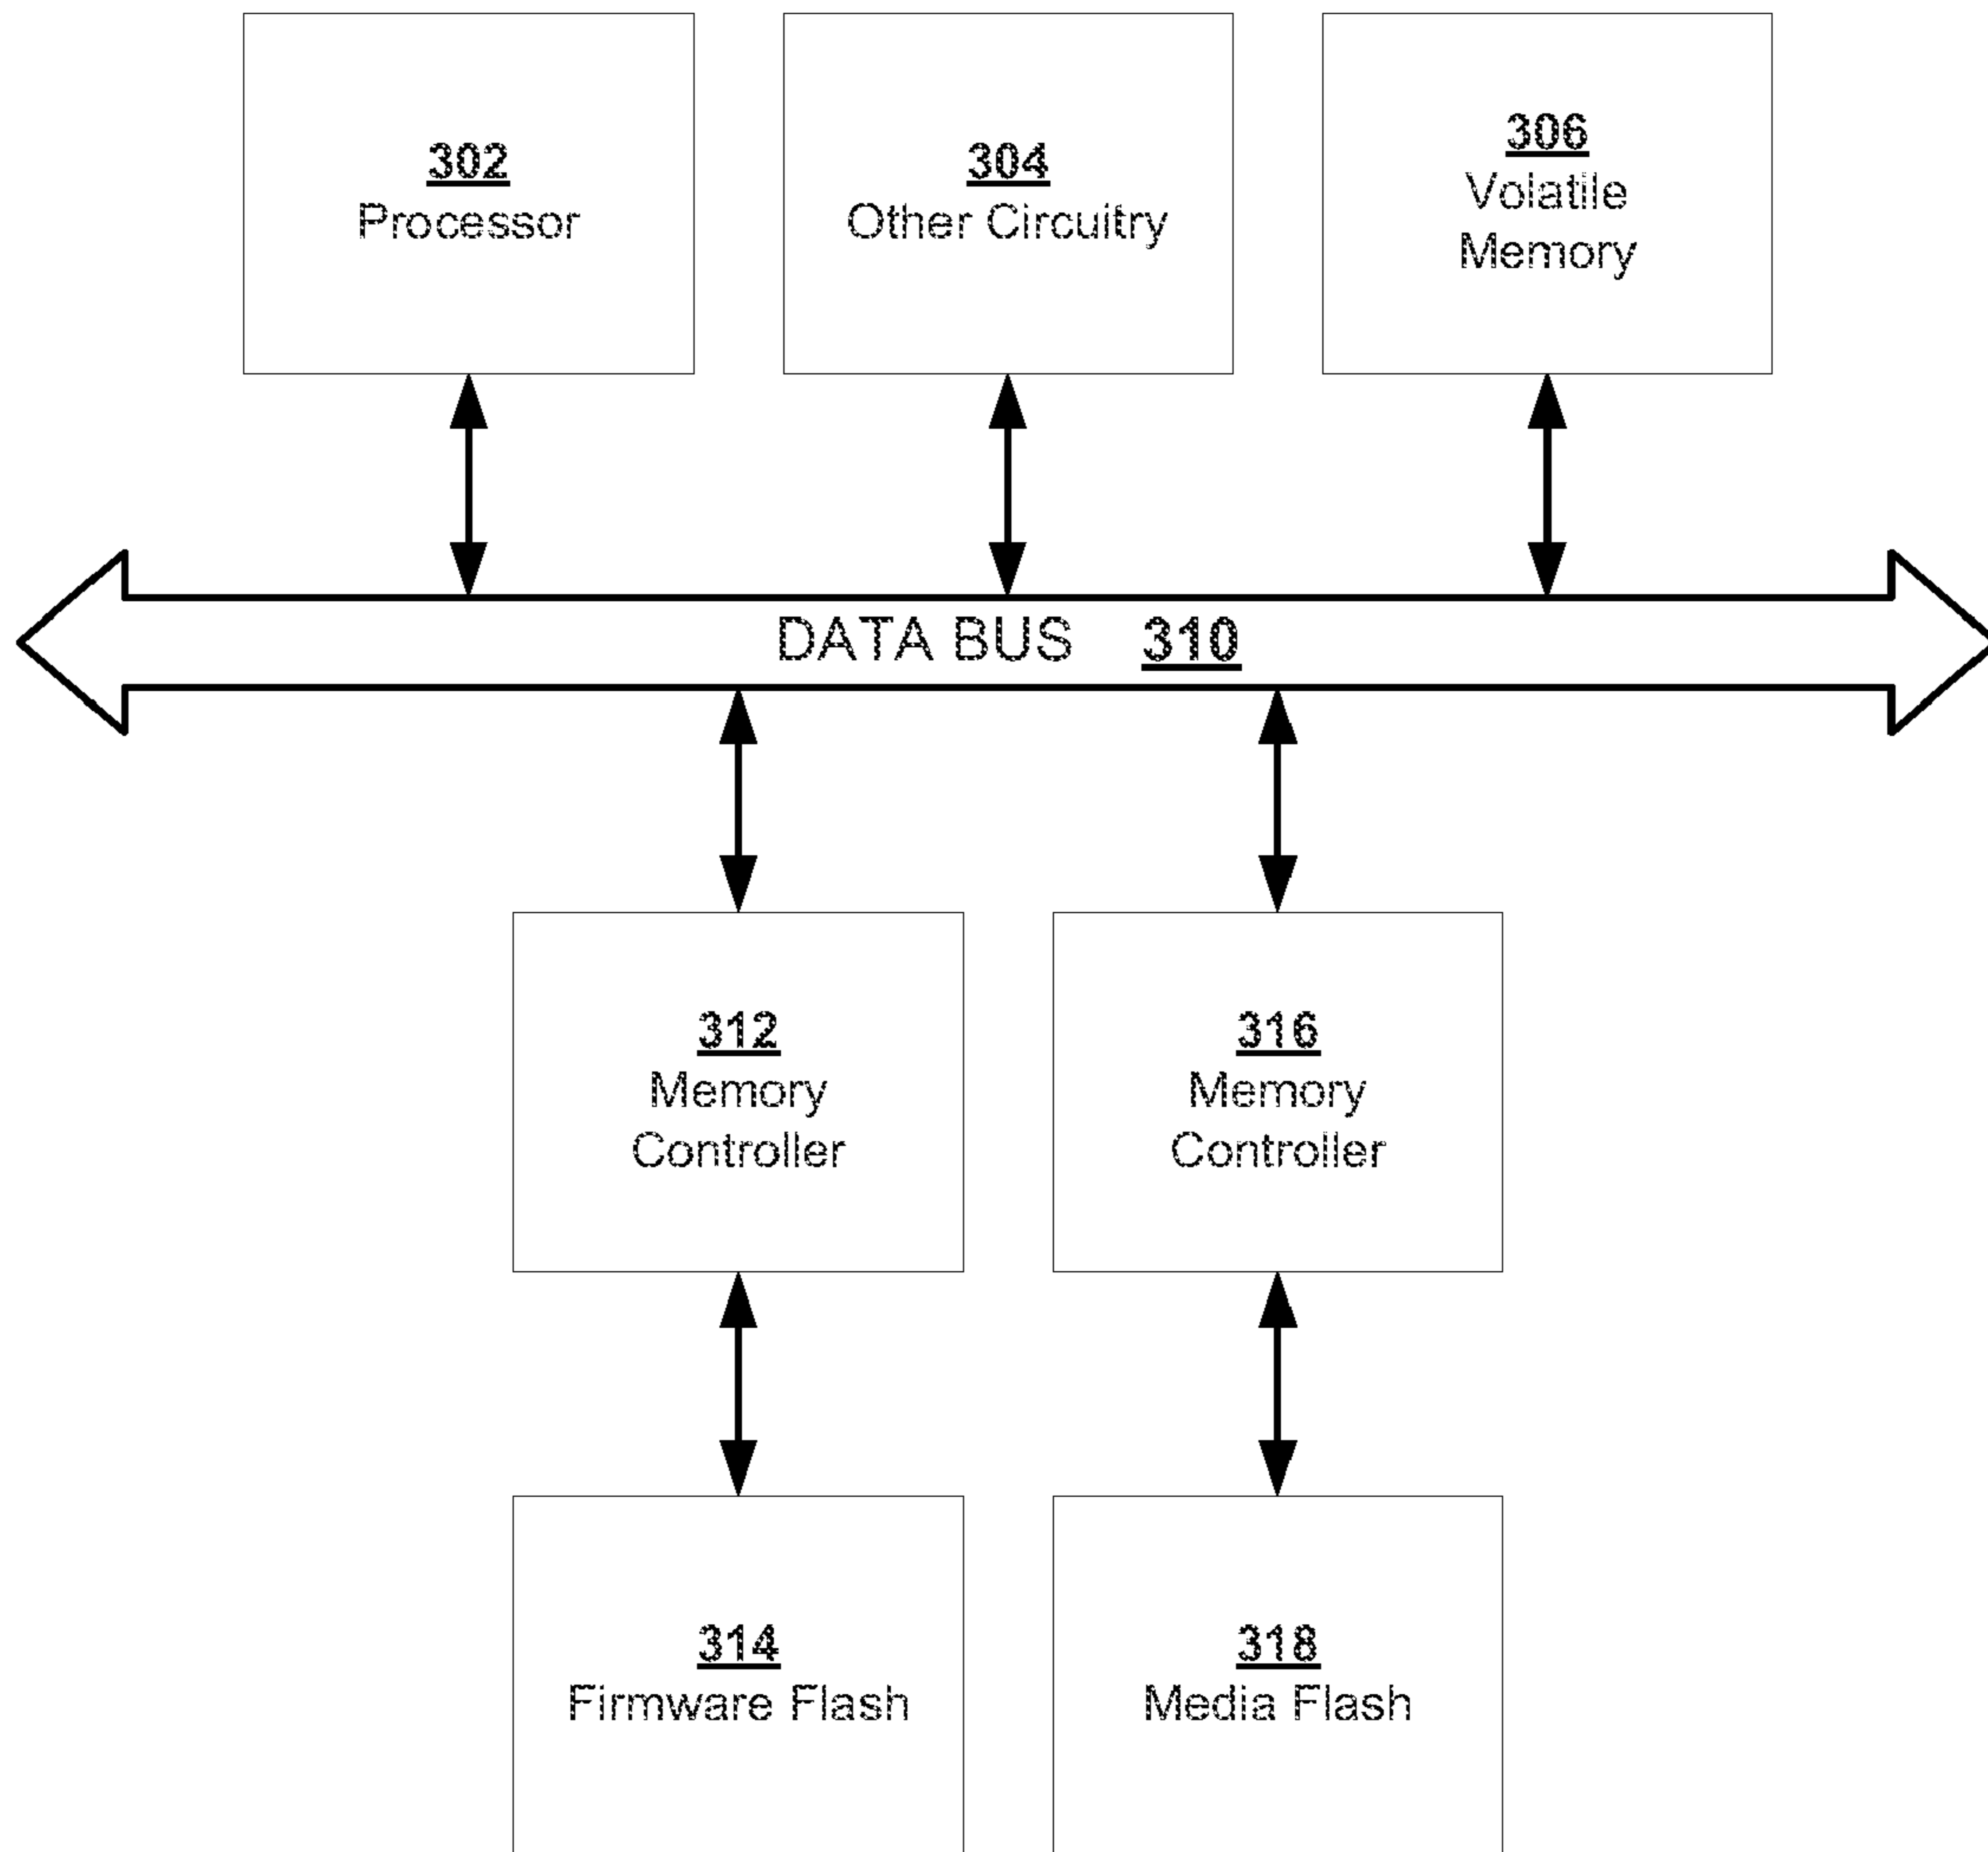 302
Processor
304
Other Circuitry
306
Volatile
Memory
DATA BUS 310
312
Memory
Controller
316
Memory
Controller
314
Firmware Flash
318
Media Flash